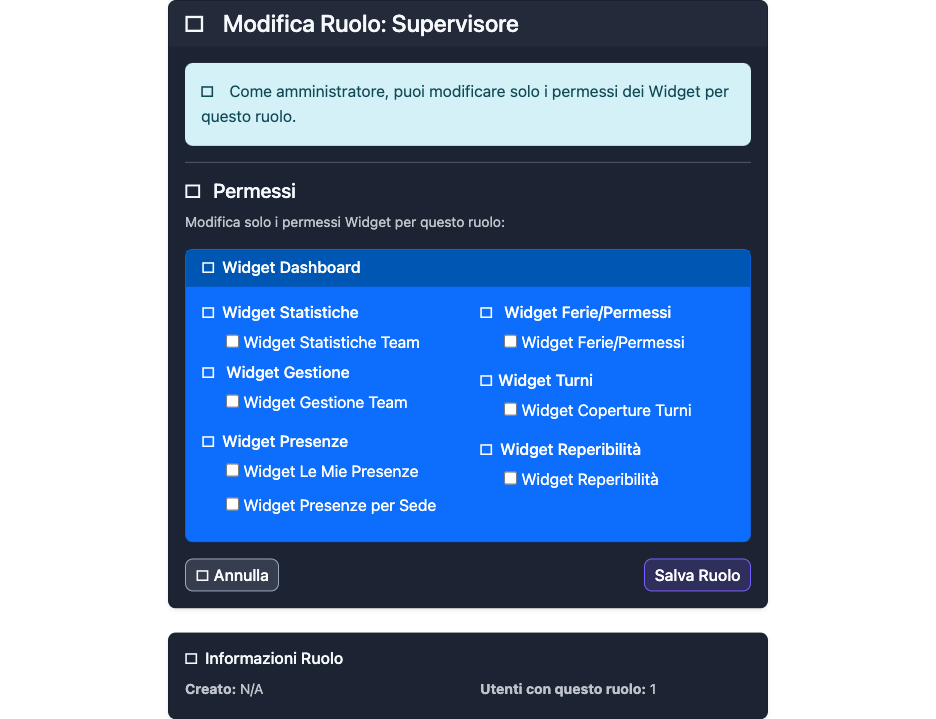 Modifica Ruolo: Supervisore
Come amministratore, puoi modificare solo i permessi dei Widget per
questo ruolo.
Permessi
Modifica solo i permessi Widget per questo ruolo:
Widget Dashboard
Widget Statistiche
Widget Statistiche Team
Widget Gestione
Widget Gestione Team
Widget Presenze
Widget Le Mie Presenze
Widget Presenze per Sede
Widget Ferie/Permessi
Widget Ferie/Permessi
Widget Turni
Widget Coperture Turni
Widget Reperibilità
Widget Reperibilità
Annulla
Salva Ruolo
Informazioni Ruolo
Creato: N/A
Utenti con questo ruolo: 1